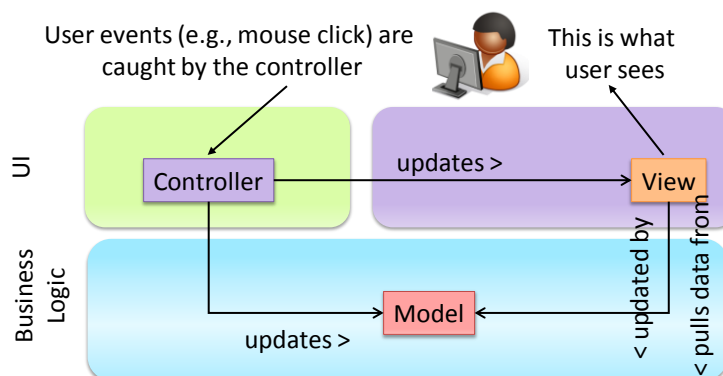 User events (e.g., mouse click) are
caught by the controller
This is what
user sees
UI
Controller
updates >
View
< updated by
< pulls data from
Business
Logic
Model
updates >